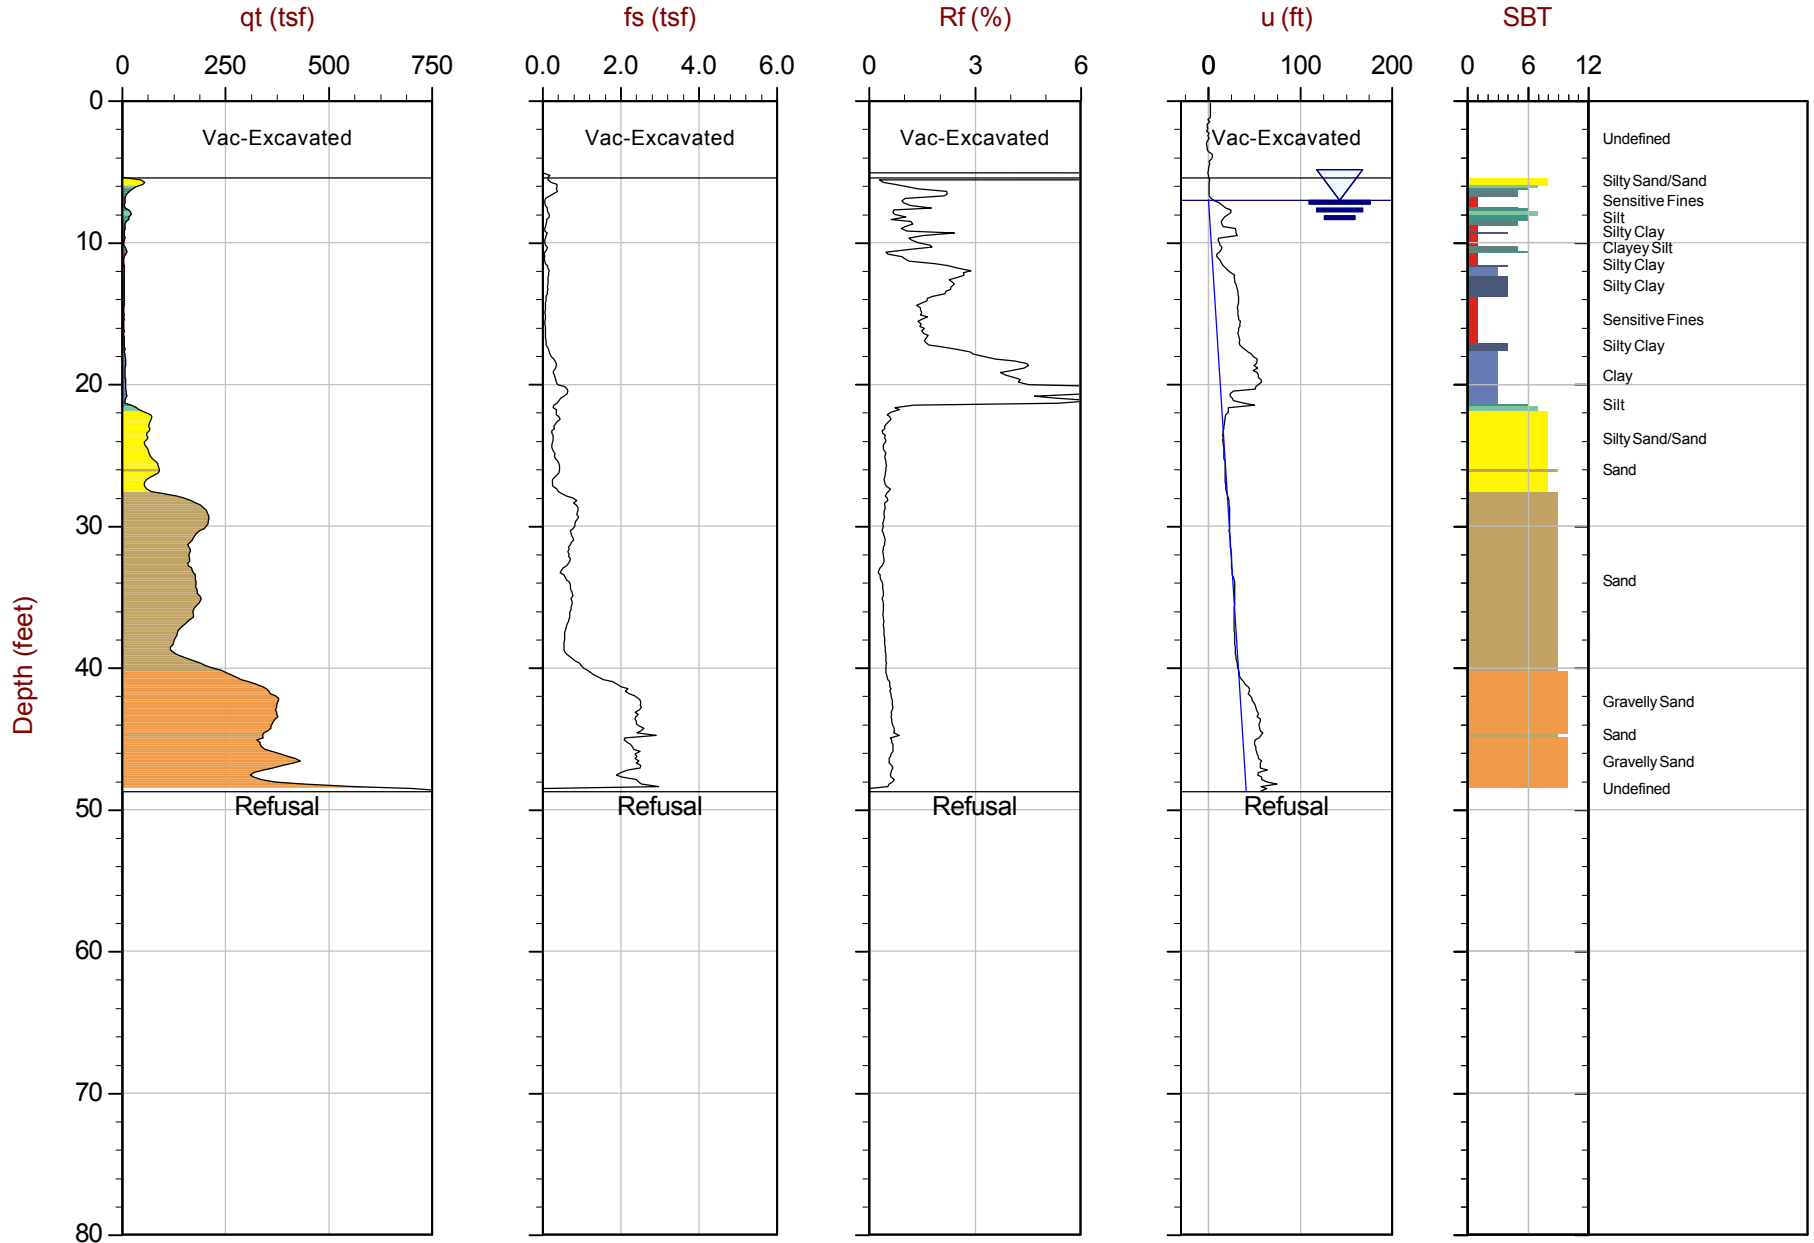 qt (tsf) fs (tsf) Rf (%) u (ft) SBT
0 250 500 750 0.0 2.0 4.0 6.0 0 3 6 0 100 200 0 6 12
0
Vac-Excavated Vac-Excavated Vac-Excavated Vac-Excavated
Undefined
Silty Sand/Sand
Sensitive Fines
Silt
Silty Clay
10
Clayey Silt
Silty Clay
Silty Clay
Sensitive Fines
Silty Clay
Clay
20
Silt
Silty Sand/Sand
Sand
30
Sand
Depth (feet)
40
Gravelly Sand
Sand
Gravelly Sand
Undefined
Refusal Refusal Refusal Refusal
50
60
70
80